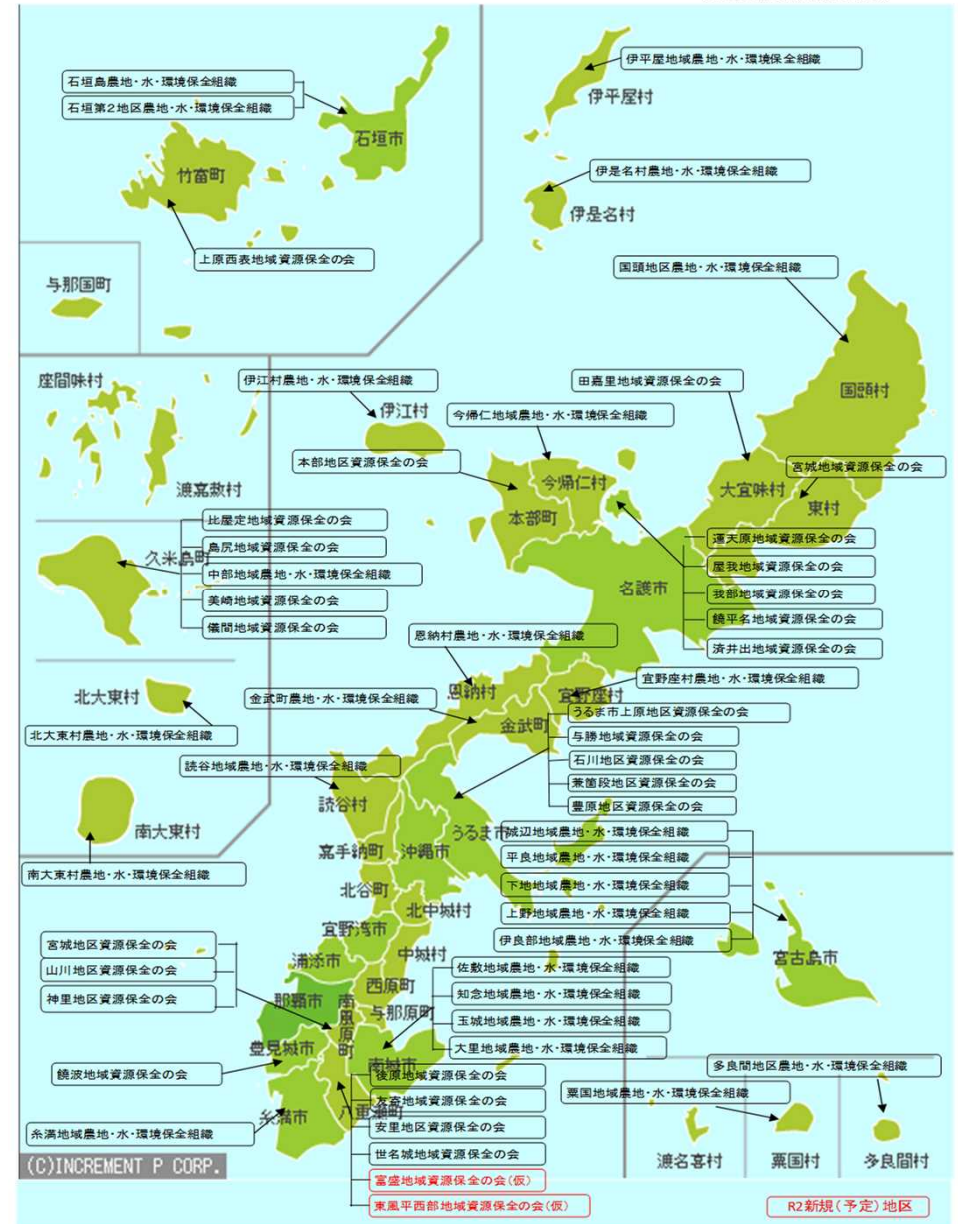 石垣島農地・水・環境保全組織
石垣第2地区農地・水・環境保全組織
石垣市
竹富町
上原西表地域資源保全の会
与那国町
伊平屋地域農地・水・環境保全組織
伊平屋村
伊是名村農地・水・環境保全組織
伊是名村
国頭地区農地・水・環境保全組織
国頭村
座間味村
渡嘉敷村
伊江村農地・水・環境保全組織
伊江村
田嘉里地域資源保全の会
今帰仁地域農地・水・環境保全組織
本部地区資源保全の会
今帰仁村
本部町
大宜味村
宮城地域資源保全の会
東村
比屋定地域資源保全の会
島尻地域資源保全の会
久米島町
中部地域農地・水・環境保全組織
美崎地域資源保全の会
儀間地域資源保全の会
運天原地域資源保全の会
屋我地域資源保全の会
名護市
我部地域資源保全の会
饒平名地域資源保全の会
済井出地域資源保全の会
恩納村農地・水・環境保全組織
恩納村
宜野座村農地・水・環境保全組織
宜野座村
金武町農地・水・環境保全組織
金武町
北大東村
北大東村農地・水・環境保全組織
うるま市上原地区資源保全の会
与勝地域資源保全の会
石川地区資源保全の会
兼箇段地区資源保全の会
豊原地区資源保全の会
読谷地域農地・水・環境保全組織
読谷村
南大東村
南大東村農地・水・環境保全組織
うるま市
嘉手納町
沖縄市
北谷町
北中城村
宜野湾市
中城村
浦添市
西原町
那覇市
南風原町
与那原町
豊見城市
南城市
八重瀬町
糸満市
城辺地域農地・水・環境保全組織
平良地域農地・水・環境保全組織
下地地域農地・水・環境保全組織
上野地域農地・水・環境保全組織
伊良部地域農地・水・環境保全組織
宮古島市
宮城地区資源保全の会
山川地区資源保全の会
神里地区資源保全の会
佐敷地域農地・水・環境保全組織
知念地域農地・水・環境保全組織
玉城地域農地・水・環境保全組織
大里地域農地・水・環境保全組織
饒波地域資源保全の会
糸満地域農地・水・環境保全組織
後原地域資源保全の会
友寄地域資源保全の会
安里地区資源保全の会
世名城地域資源保全の会
富盛地域資源保全の会(仮)
東風平西部地域資源保全の会(仮)
多良間地区農地・水・環境保全組織
粟国地域農地・水・環境保全組織
渡名喜村
粟国村
多良間村
(C)INCREMENT P CORP.
R2新規(予定)地区